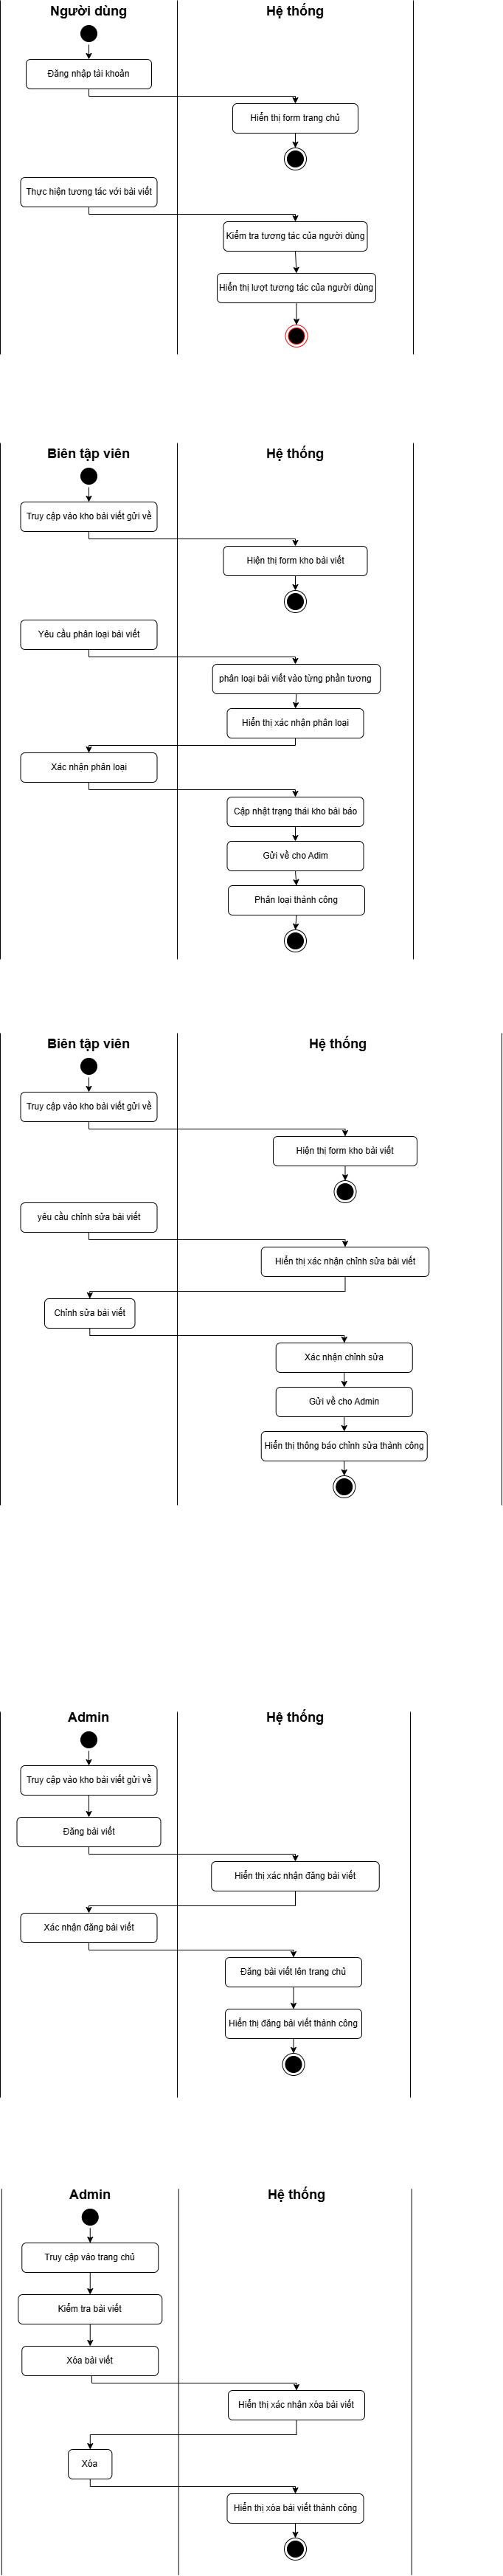 Người dùng
Hệ thống
Đăng nhập tài khoản
Hiển thị form trang chủ
Thực hiện tương tác với bài viết
Kiểm tra tương tác của người dùng
Hiển thị lượt tương tác của người dùng
Biên tập viên
Hệ thống
Truy cập vào kho bài viết gửi về
Hiện thị form kho bài viết
Yêu cầu phân loại bài viết
phân loại bài viết vào từng phần tương
Hiển thị xác nhận phân loại
Xác nhận phân loại
Cập nhật trạng thái kho bài báo
Gửi về cho Adim
Phân loại thành công
Biên tập viên
Hệ thống
Truy cập vào kho bài viết gửi về
Hiện thị form kho bài viết
yêu cầu chỉnh sửa bài viết
Hiển thị xác nhận chỉnh sửa bài viết
Chỉnh sửa bài viết
Xác nhận chỉnh sửa
Gửi về cho Admin
Hiển thị thông báo chỉnh sửa thành công
Admin
Hệ thống
Truy cập vào kho bài viết gửi về
Đăng bài viết
Hiển thị xác nhận đăng bài viết
Xác nhận đăng bài viết
Đăng bài viết lên trang chủ
Hiển thị đăng bài viết thành công
Admin
Hệ thống
Truy cập vào trang chủ
Kiểm tra bài viết
Xóa bài viết
Hiển thị xác nhận xóa bài viết
Xóa
Hiển thị xóa bài viết thành công